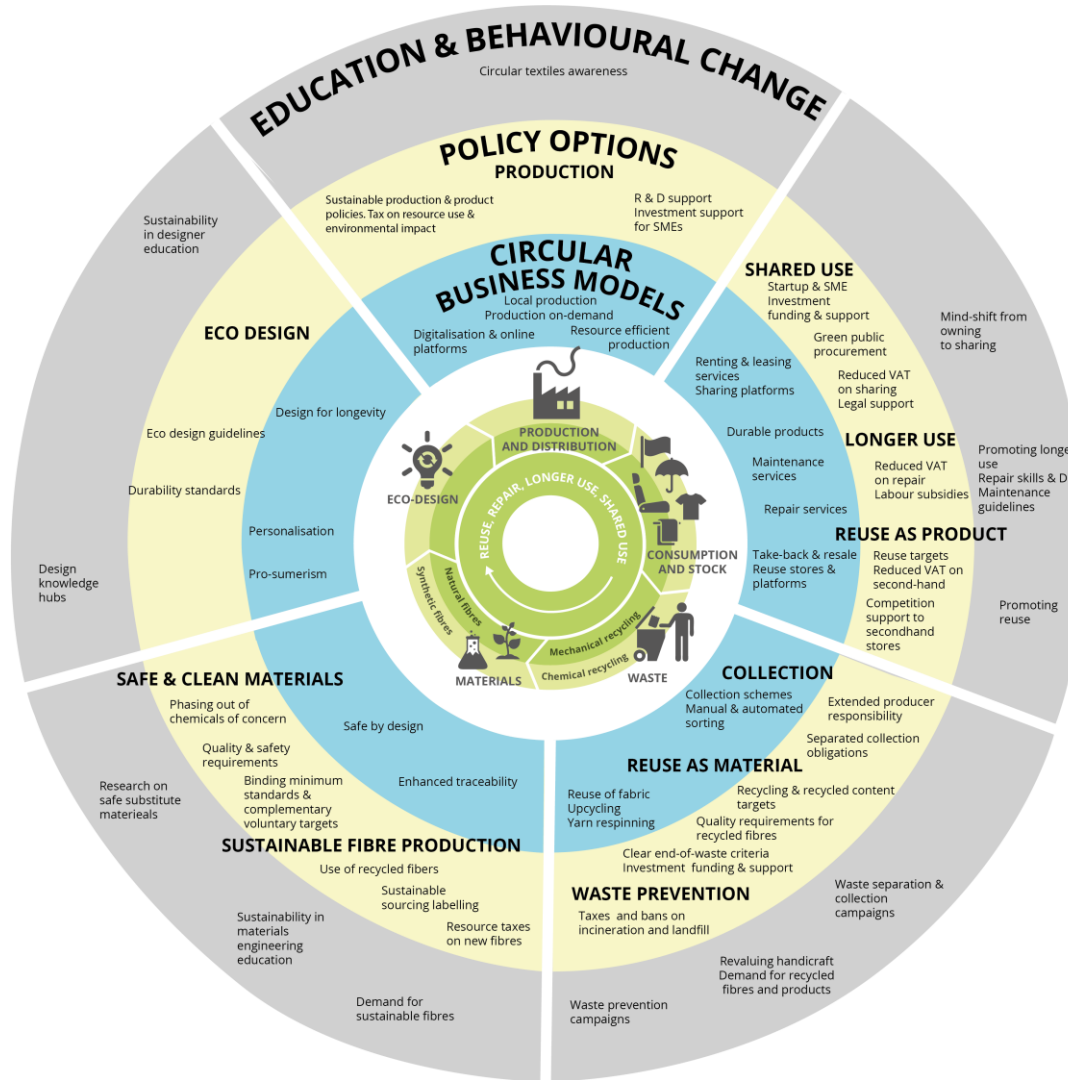 EDUCATION & BEHAVIOURAL CHANGE
Circular textiles awareness
POLICY OPTIONS
PRODUCTION
Sustainable production & product
policies. Tax on resource use &
environmental impact
R & D support
Investment support
for SMEs
CIRCULAR
BUSINESS MODELS
Local production
Production on-demand
Digitalisation & online
platforms
Resource efficient
production
Sustainability
in designer
education
ECO DESIGN
Design for longevity
Eco design guidelines
Durability standards
Personalisation
Pro-sumerism
Design
knowledge
hubs
SHARED USE
Startup & SME
Investment
funding & support
Green public
procurement
Reduced VAT
on sharing
Legal support
Mind-shift from
owning
to sharing
Renting & leasing
services
Sharing platforms
Durable products
LONGER USE
Reduced VAT
on repair
Labour subsidies
Promoting longe
use
Repair skills & D
Maintenance
guidelines
Maintenance
services
Repair services
REUSE AS PRODUCT
Take-back & resale
Reuse stores &
platforms
Reuse targets
Reduced VAT on
second-hand
Competition
support to
secondhand
stores
Promoting
reuse
PRODUCTION
AND DISTRIBUTION
ECO-DESIGN
REUSE, REPAIR, LONGER USE, SHARED USE
CONSUMPTION
AND STOCK
Synthetic fibres
Natural fibres
Mechanical recycling
Chemical recycling
MATERIALS
WASTE
SAFE & CLEAN MATERIALS
Phasing out of
chemicals of concern
Safe by design
Quality & safety
requirements
Enhanced traceability
Binding minimum
standards &
complementary
voluntary targets
Research on
safe substitute
materieals
SUSTAINABLE FIBRE PRODUCTION
Use of recycled fibers
Sustainable
sourcing labelling
Resource taxes
on new fibres
Sustainability in
materials
engineering
education
Demand for
sustainable fibres
COLLECTION
Collection schemes
Manual & automated
sorting
Extended producer
responsibility
Separated collection
obligations
REUSE AS MATERIAL
Reuse of fabric
Upcycling
Yarn respinning
Recycling & recycled content
targets
Quality requirements for
recycled fibres
Clear end-of-waste criteria
Investment funding & support
WASTE PREVENTION
Taxes and bans on
incineration and landfill
Waste separation &
collection
campaigns
Revaluing handicraft
Demand for recycled
fibres and products
Waste prevention
campaigns